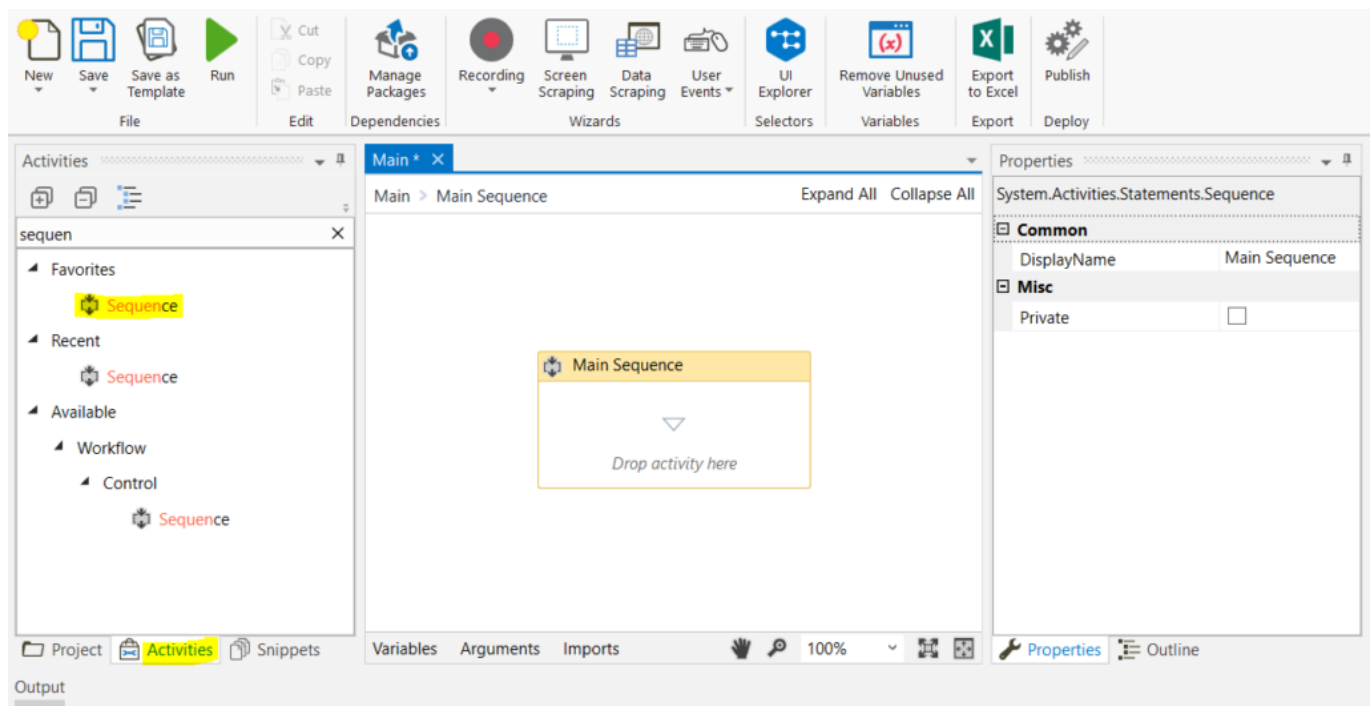 New Save Save as Template Run
File
Cut
Copy
Paste
Edit
Manage Packages
Dependencies
Recording Screen Scraping Data Scraping User Events
Wizards
UI Explorer
Selectors
Remove Unused Variables
Variables
Export to Excel
Export
Publish
Deploy
Activities
sequen
Favorites
Sequence
Recent
Sequence
Available
Workflow
Control
Sequence
Project Activities Snippets
Main *
Main > Main Sequence Expand All Collapse All
Main Sequence
Drop activity here
Variables Arguments Imports 100%
Properties
System.Activities.Statements.Sequence
Common
DisplayName Main Sequence
Misc
Private
Properties Outline
Output